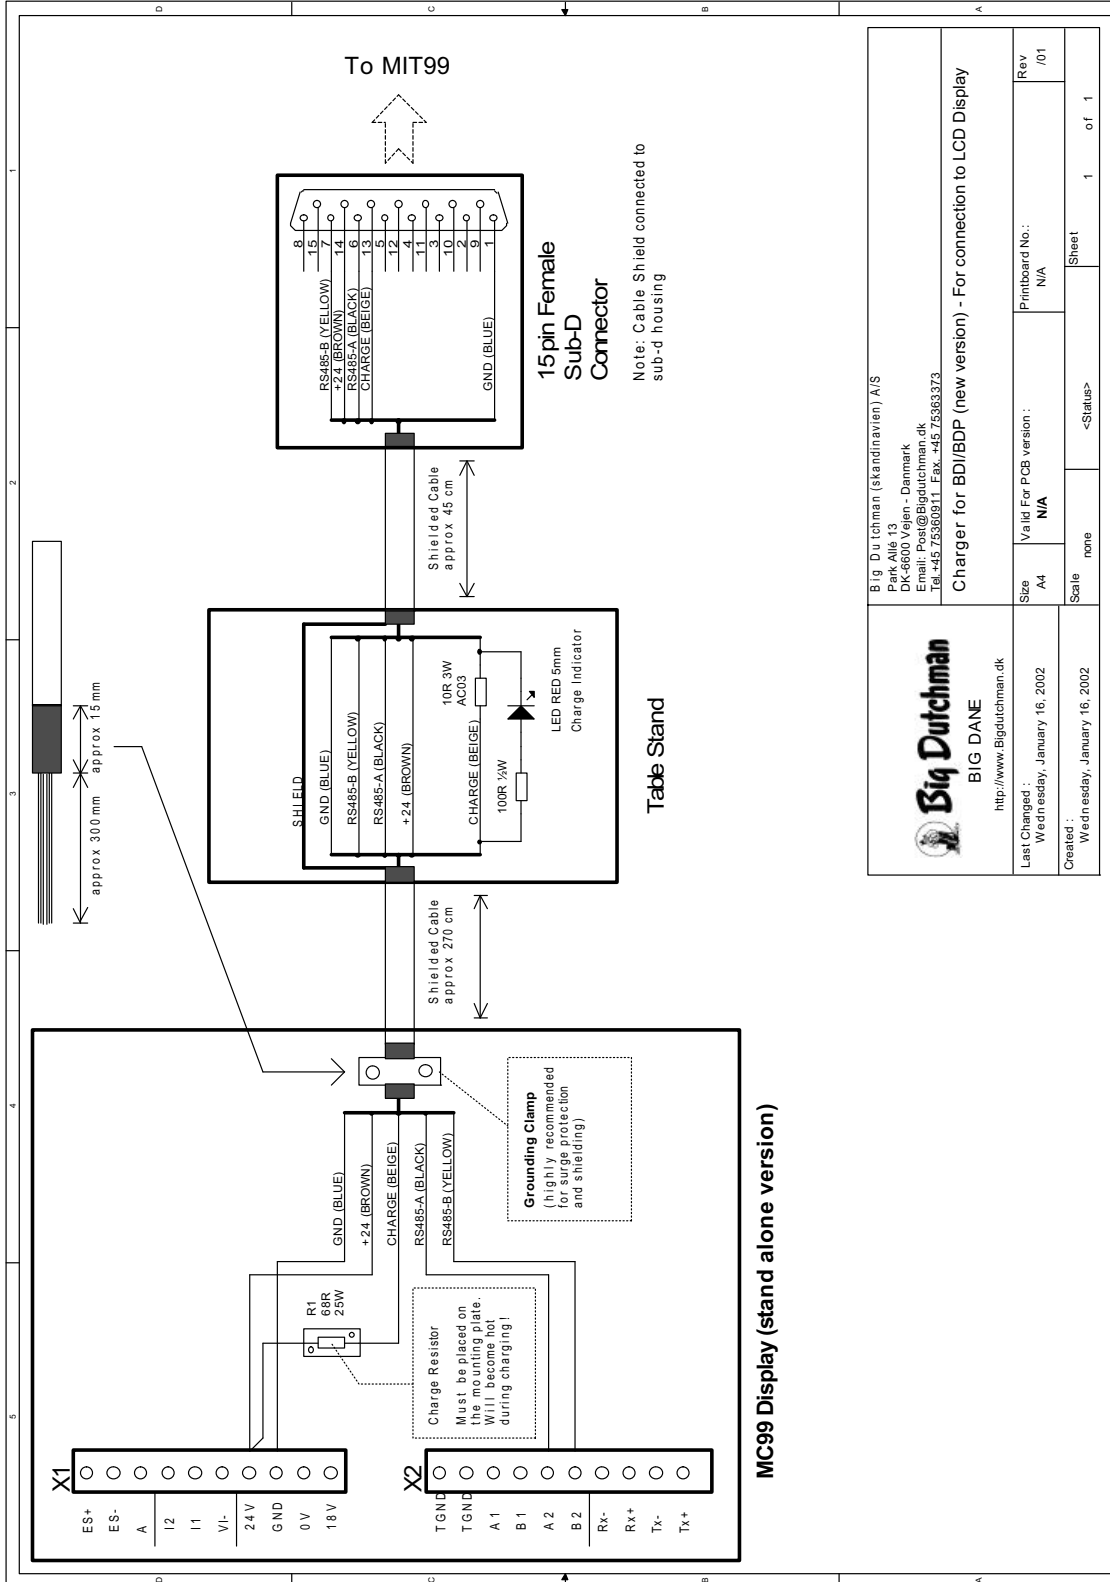 D
C
B
A
1
2
3
4
5
D
C
B
A
To MIT99
8
15
7
14
6
13
5
12
4
11
3
10
2
9
1
RS485-B (YELLOW)
+24 (BROWN)
RS485-A (BLACK)
CHARGE (BEIGE)
GND (BLUE)
15pin Female
Sub-D
Connector
Note: Cable Shield connected to
sub-d housing
Shielded Cable
approx 45 cm
approx 15mm
approx 300mm
SHIELD
GND (BLUE)
RS485-B (YELLOW)
RS485-A (BLACK)
+24 (BROWN)
CHARGE (BEIGE)
10R 3W
AC03
100R ½W
LED RED 5mm
Charge Indicator
Table Stand
Shielded Cable
approx 270 cm
Grounding Clamp
(highly recommended
for surge protection
and shielding)
GND (BLUE)
+24 (BROWN)
CHARGE (BEIGE)
RS485-A (BLACK)
RS485-B (YELLOW)
R1
68R
25W
Charge Resistor
Must be placed on
the mounting plate.
Will become hot
during charging!
X1
ES+
ES-
A
I2
I1
VI-
24V
GND
0V
18V
X2
TGND
TGND
A1
B1
A2
B2
Rx-
Rx+
Tx-
Tx+
MC99 Display (stand alone version)
Big Dutchman
BIG DANE
http://www.Bigdutchman.dk
Big Dutchman (skandinavien) A/S
Park Allé 13
DK-6600 Vejen - Danmark
Email: Post@Bigdutchman.dk
Tel. +45 75360911 Fax. +45 75363373
Charger for BDI/BDP (new version) - For connection to LCD Display
Last Changed :
Wednesday, January 16, 2002
Size
A4
Valid For PCB version :
N/A
Printboard No.:
N/A
Rev
/01
Created :
Wednesday, January 16, 2002
Scale
none
<Status>
Sheet
1 of 1